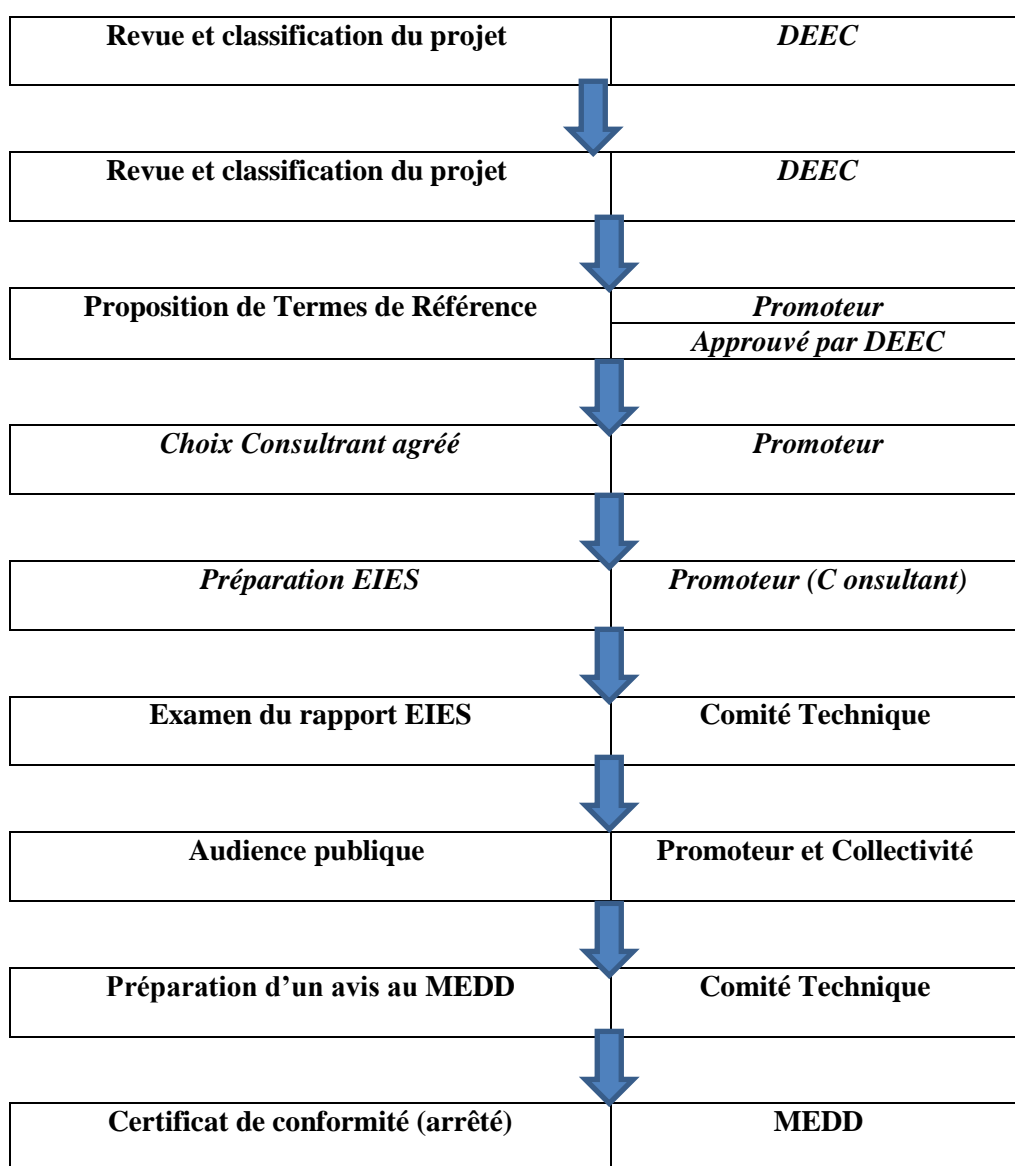 Revue et classification du projet DEEC
Revue et classification du projet DEEC
Proposition de Termes de Référence Promoteur
Approuvé par DEEC
Choix Consultrant agréé Promoteur
Préparation EIES Promoteur (C onsultant)
Examen du rapport EIES Comité Technique
Audience publique Promoteur et Collectivité
Préparation d’un avis au MEDD Comité Technique
Certificat de conformité (arrêté) MEDD